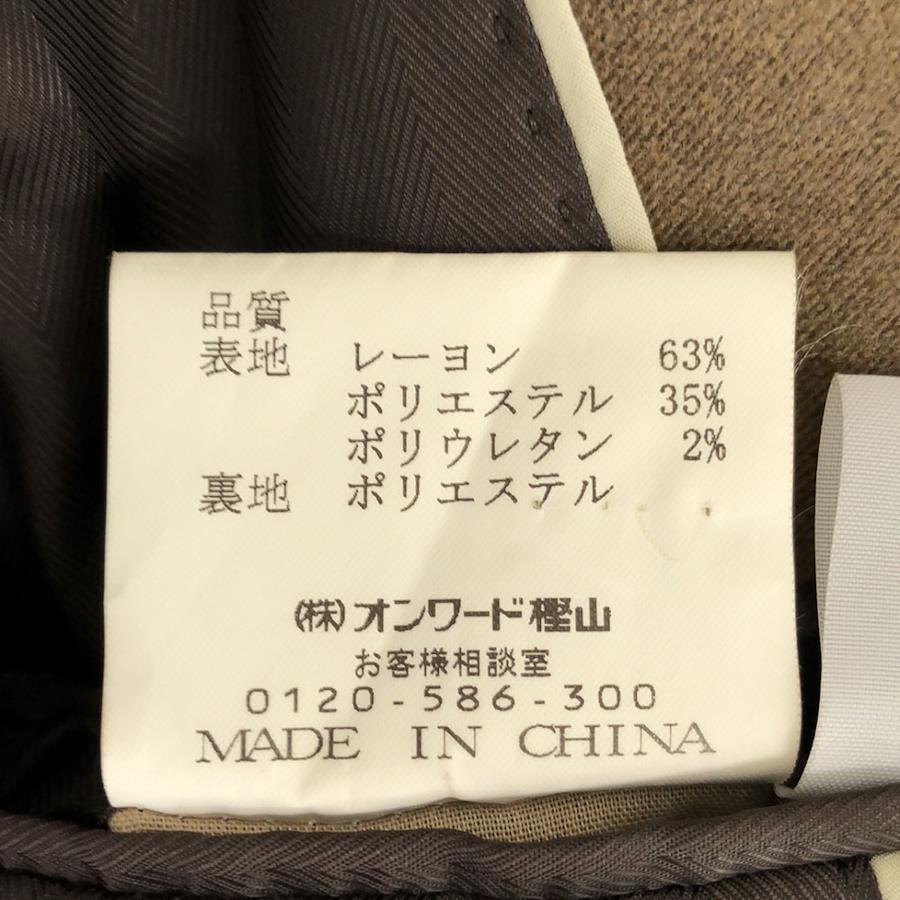 品質
表地 レーヨン 63%
ポリエステル 35%
ポリウレタン 2%
裏地 ポリエステル
(株)オンワード樫山
お客様相談室
0120-586-300
MADE IN CHINA